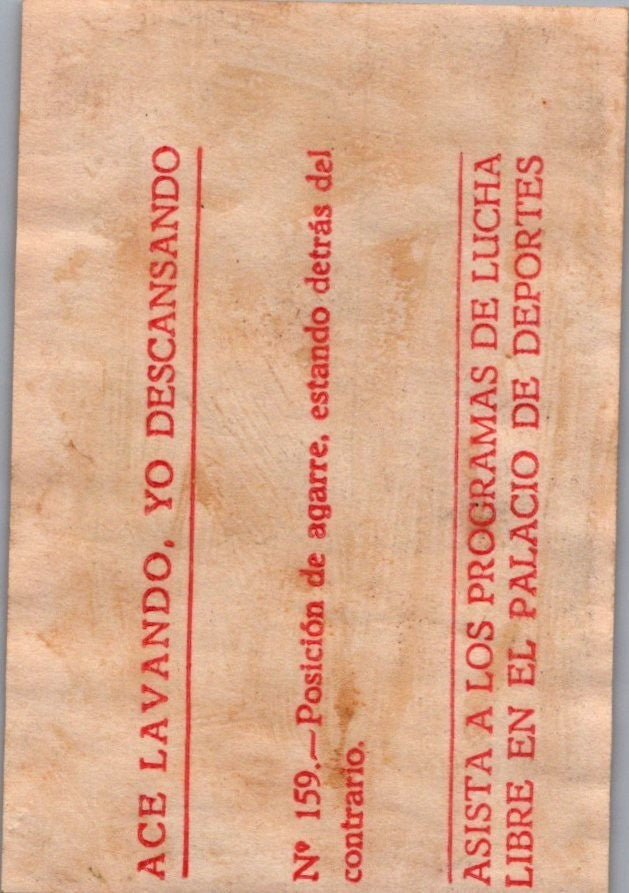 ACE LAVANDO, YO DESCANSANDO
Nº 159.—Posición de agarre, estando detrás del
contrario.
ASISTA A LOS PROGRAMAS DE LUCHA
LIBRE EN EL PALACIO DE DEPORTES